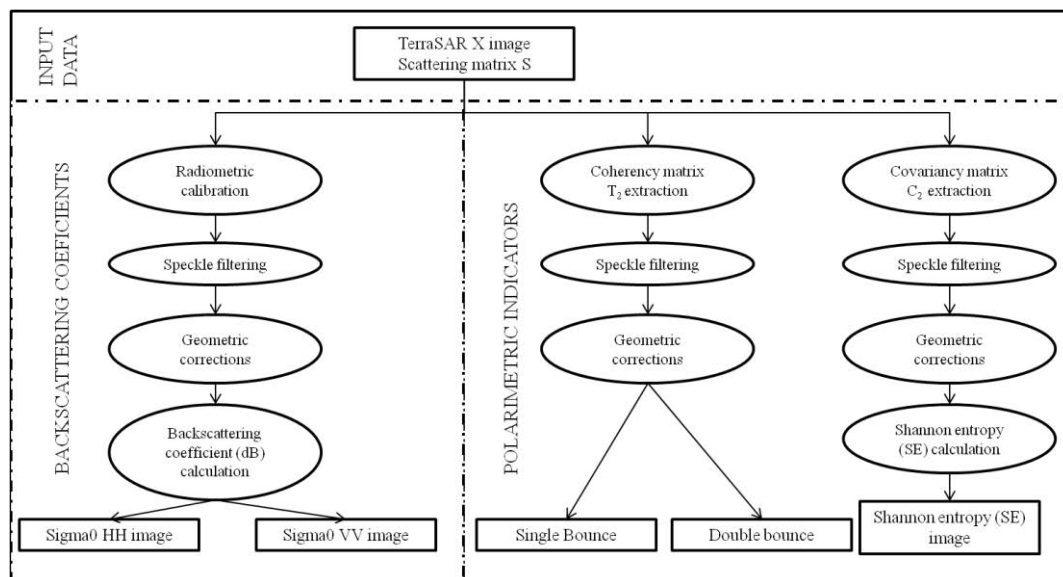 INPUT
DATA
TerraSAR X image
Scattering matrix S
BACKSCATTERING COEFICIENTS
Radiometric
calibration
Speckle filtering
Geometric
corrections
Backscattering
coefficient (dB)
calculation
Sigma0 HH image
Sigma0 VV image
POLARIMETRIC INDICATORS
Coherency matrix
T₂ extraction
Speckle filtering
Geometric
corrections
Single Bounce
Double bounce
Covariancy matrix
C₂ extraction
Speckle filtering
Geometric
corrections
Shannon entropy
(SE) calculation
Shannon entropy (SE)
image